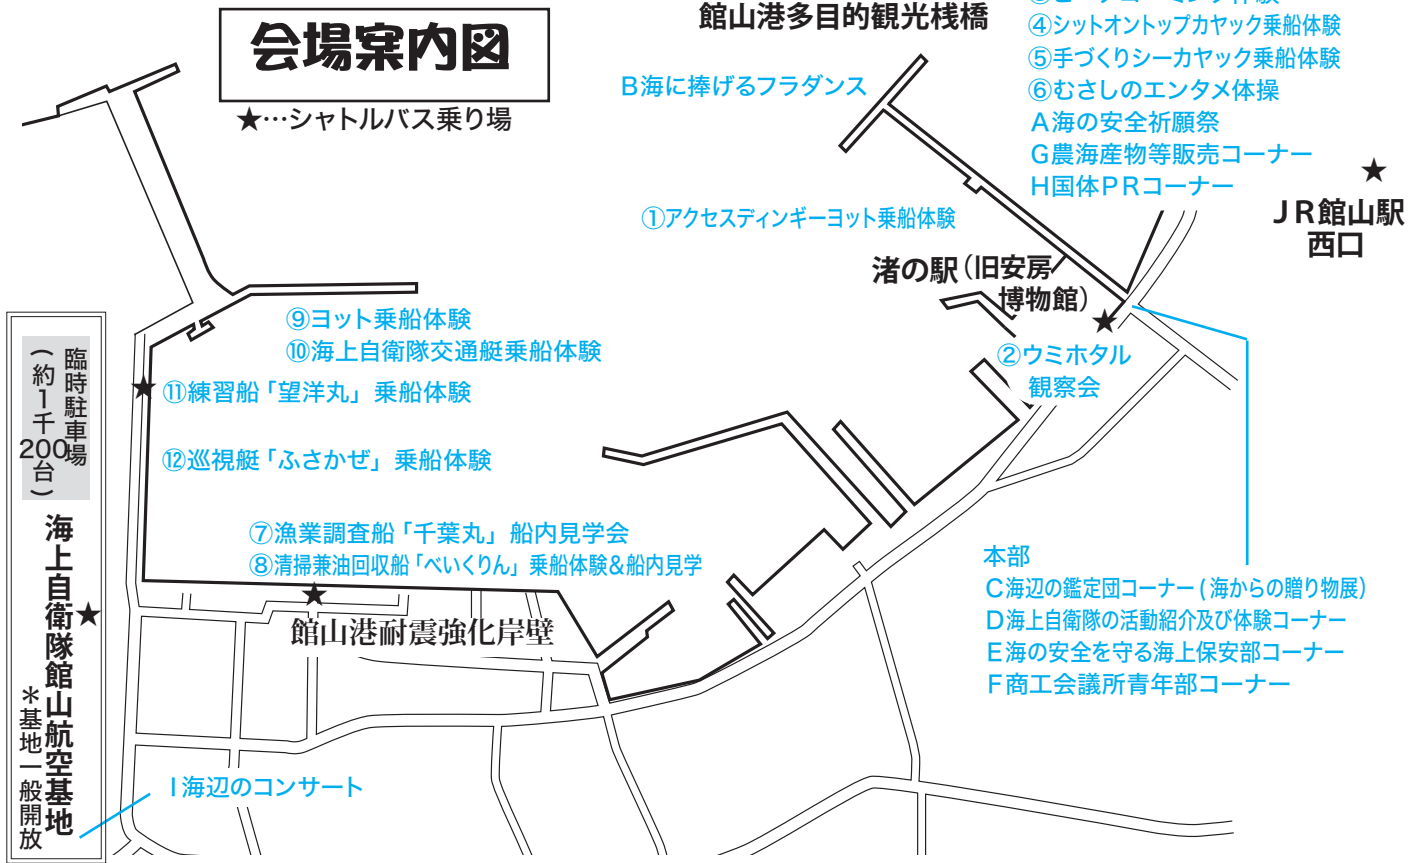 会場案内図
★…シャトルバス乗り場
館山港多目的観光桟橋
B海に捧げるフラダンス
④シットオントップカヤック乗船体験
⑤手づくりシーカヤック乗船体験
⑥むさしのエンタメ体操
A海の安全祈願祭
G農海産物等販売コーナー
H国体PRコーナー
★
JR館山駅
西口
①アクセスディンギーヨット乗船体験
渚の駅(旧安房
博物館)
★
②ウミホタル
観察会
⑨ヨット乗船体験
⑩海上自衛隊交通艇乗船体験
★
⑪練習船「望洋丸」乗船体験
⑫巡視艇「ふさかぜ」乗船体験
⑦漁業調査船「千葉丸」船内見学会
⑧清掃兼油回収船「べいくりん」乗船体験&船内見学
★
館山港耐震強化岸壁
臨時駐車場
(約1千200台)
海上自衛隊館山航空基地
★
*基地一般開放
I海辺のコンサート
本部
C海辺の鑑定団コーナー(海からの贈り物展)
D海上自衛隊の活動紹介及び体験コーナー
E海の安全を守る海上保安部コーナー
F商工会議所青年部コーナー